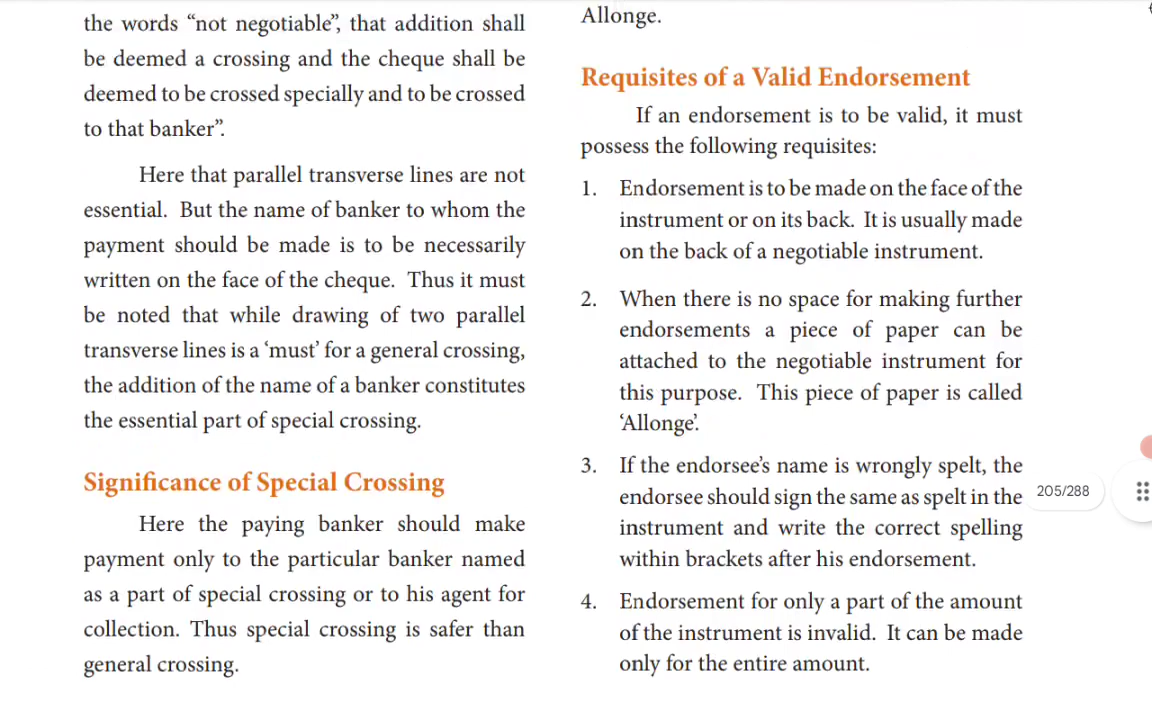 the words “not negotiable”, that addition shall
be deemed a crossing and the cheque shall be
deemed to be crossed specially and to be crossed
to that banker”.
Here that parallel transverse lines are not
essential. But the name of banker to whom the
payment should be made is to be necessarily
written on the face of the cheque. Thus it must
be noted that while drawing of two parallel
transverse lines is a ‘must’ for a general crossing,
the addition of the name of a banker constitutes
the essential part of special crossing.
Significance of Special Crossing
Here the paying banker should make
payment only to the particular banker named
as a part of special crossing or to his agent for
collection. Thus special crossing is safer than
general crossing.
Allonge.
Requisites of a Valid Endorsement
If an endorsement is to be valid, it must
possess the following requisites:
1. Endorsement is to be made on the face of the
instrument or on its back. It is usually made
on the back of a negotiable instrument.
2. When there is no space for making further
endorsements a piece of paper can be
attached to the negotiable instrument for
this purpose. This piece of paper is called
‘Allonge’.
3. If the endorsee’s name is wrongly spelt, the
endorsee should sign the same as spelt in the
instrument and write the correct spelling
within brackets after his endorsement.
4. Endorsement for only a part of the amount
of the instrument is invalid. It can be made
only for the entire amount.
205/288